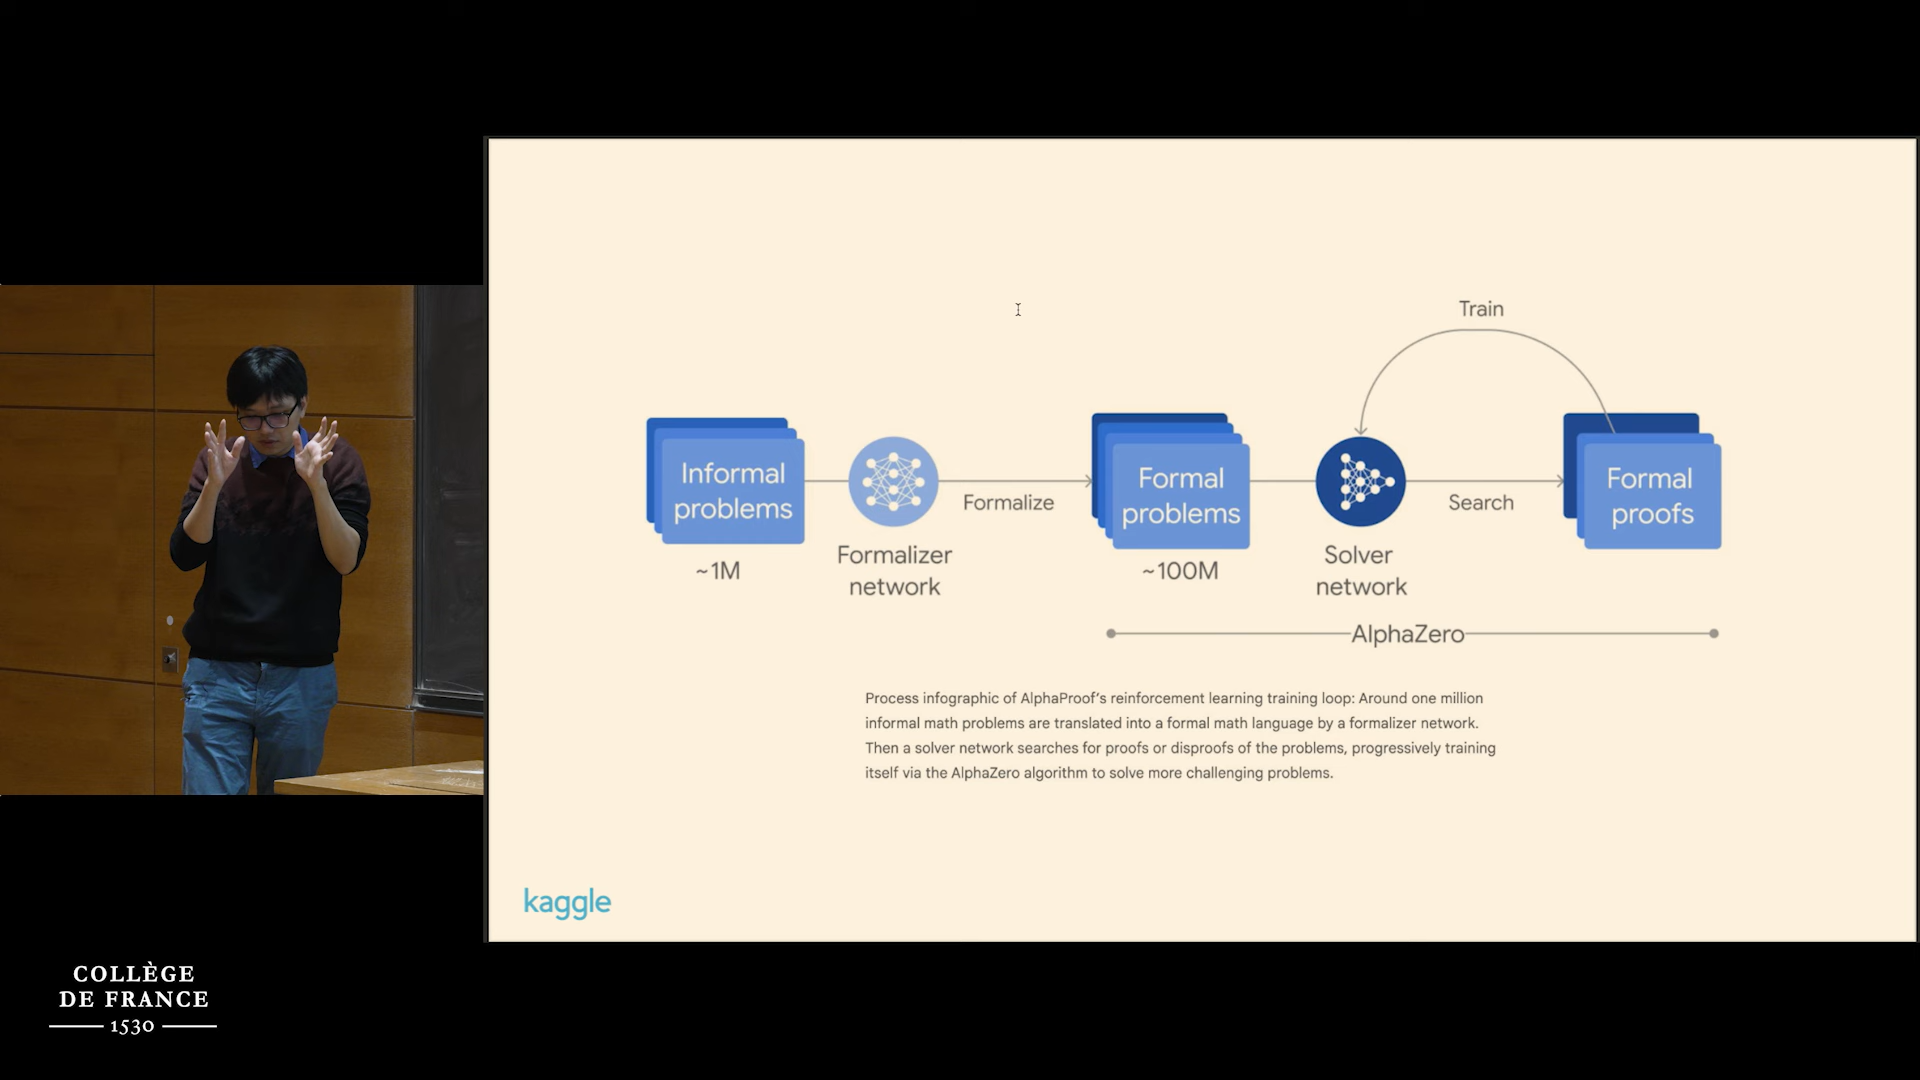 Train
Informal
problems
~1M
Formalizer
network
Formalize
Formal
problems
~100M
Solver
network
Search
Formal
proofs
AlphaZero
Process infographic of AlphaProof's reinforcement learning training loop: Around one million
informal math problems are translated into a formal math language by a formalizer network.
Then a solver network searches for proofs or disproofs of the problems, progressively training
itself via the AlphaZero algorithm to solve more challenging problems.
kaggle
COLLÈGE
DE FRANCE
1530